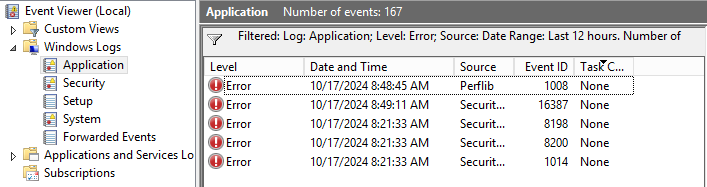 Event Viewer (Local)
Custom Views
Windows Logs
Application
Security
Setup
System
Forwarded Events
Applications and Services Lo
Subscriptions
Application Number of events: 167
Filtered: Log: Application; Level: Error; Source: Date Range: Last 12 hours. Number of
Level Date and Time Source Event ID Task C...
Error 10/17/2024 8:48:45 AM Perflib 1008 None
Error 10/17/2024 8:49:11 AM Securit... 16387 None
Error 10/17/2024 8:21:33 AM Securit... 8198 None
Error 10/17/2024 8:21:33 AM Securit... 8200 None
Error 10/17/2024 8:21:33 AM Securit... 1014 None